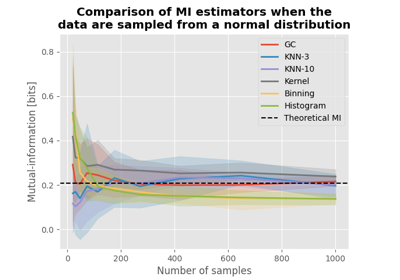 Comparison of MI estimators when the
data are sampled from a normal distribution
Mutual-information [bits]
0.8
0.6
0.4
0.2
0.0
GC
KNN-3
KNN-10
Kernel
Binning
Histogram
Theoretical MI
0
200
400
600
800
1000
Number of samples